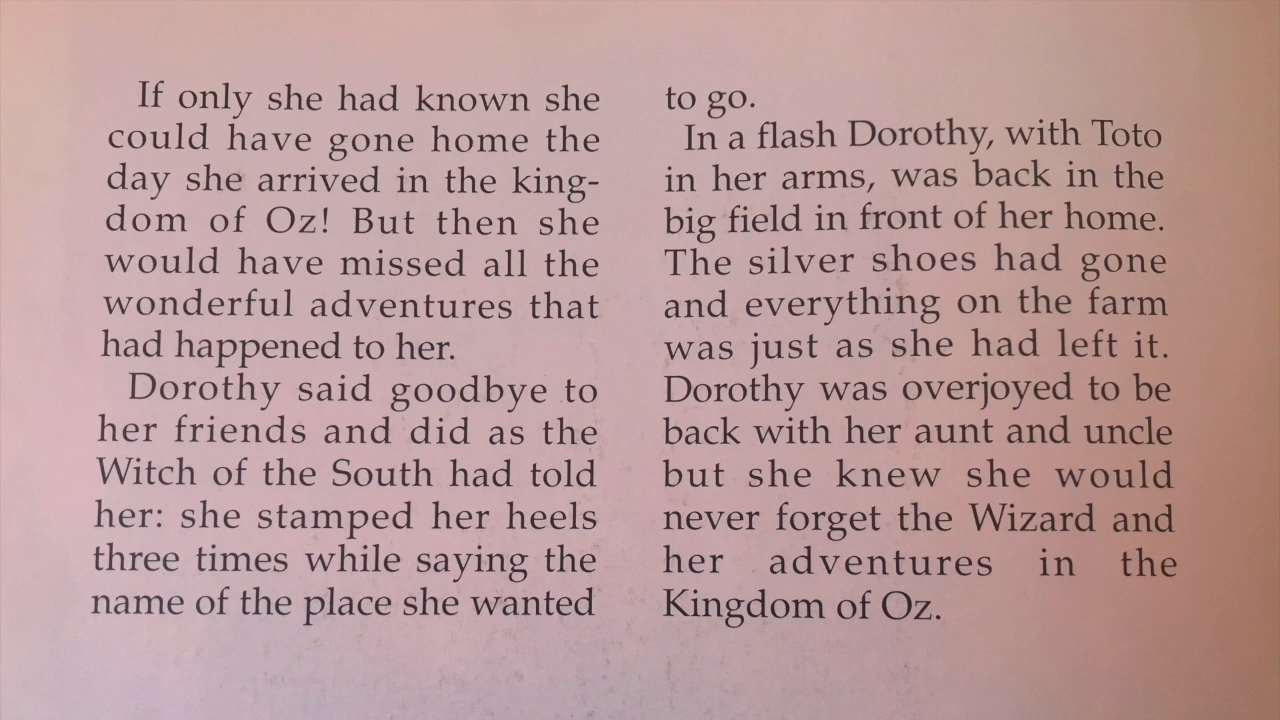 If only she had known she
could have gone home the
day she arrived in the king-
dom of Oz! But then she
would have missed all the
wonderful adventures that
had happened to her.
Dorothy said goodbye to
her friends and did as the
Witch of the South had told
her: she stamped her heels
three times while saying the
name of the place she wanted
to go.
In a flash Dorothy, with Toto
in her arms, was back in the
big field in front of her home.
The silver shoes had gone
and everything on the farm
was just as she had left it.
Dorothy was overjoyed to be
back with her aunt and uncle
but she knew she would
never forget the Wizard and
her adventures in the
Kingdom of Oz.